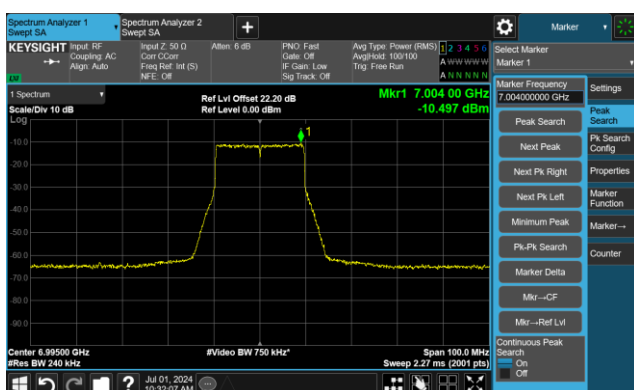 Spectrum Analyzer 1
Swept SA
Spectrum Analyzer 2
Swept SA
+
Marker
KEYSIGHT
Input: RF
Coupling: AC
Align: Auto
Input Z: 50 Ω
Corr CCorr
Freq Ref: Int (S)
NFE: Off
Atten: 6 dB
PNO: Fast
Gate: Off
IF Gain: Low
Sig Track: Off
Avg Type: Power (RMS)
Avg|Hold: 100/100
Trig: Free Run
1 2 3 4 5 6
A W W W W W
A N N N N N
Select Marker
Marker 1
1 Spectrum
Scale/Div 10 dB
Log
Ref Lvl Offset 22.20 dB
Ref Level 0.00 dBm
Mkr1 7.004 00 GHz
-10.497 dBm
1
-10.0
-20.0
-30.0
-40.0
-50.0
-60.0
-70.0
-80.0
-90.0
Center 6.99500 GHz
#Res BW 240 kHz
#Video BW 750 kHz*
Span 100.0 MHz
Sweep 2.27 ms (2001 pts)
Marker Frequency
7.004000000 GHz
Peak Search
Next Peak
Next Pk Right
Next Pk Left
Minimum Peak
Pk-Pk Search
Marker Delta
Mkr→CF
Mkr→Ref Lvl
Continuous Peak
Search
On
Off
Settings
Peak
Search
Pk Search
Config
Properties
Marker
Function
Marker→
Counter
?
Jul 01, 2024
10:32:07 AM